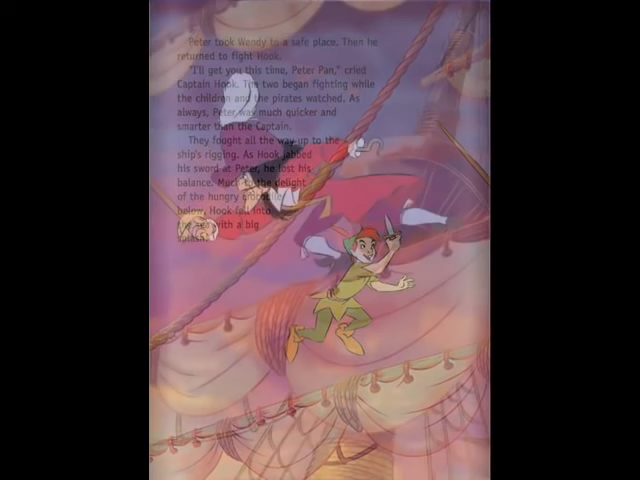 Peter took Wendy to a safe place. Then he
returned to fight Hook.
"I'll get you this time, Peter Pan," cried
Captain Hook. The two began fighting while
the children and the pirates watched. As
always, Peter was much quicker and
smarter than the Captain.
They fought all the way up to the
ship's rigging. As Hook jabbed
his sword at Peter, he lost his
balance. Much to the delight
of the hungry crocodile
below, Hook fell into
the sea with a big
splash.